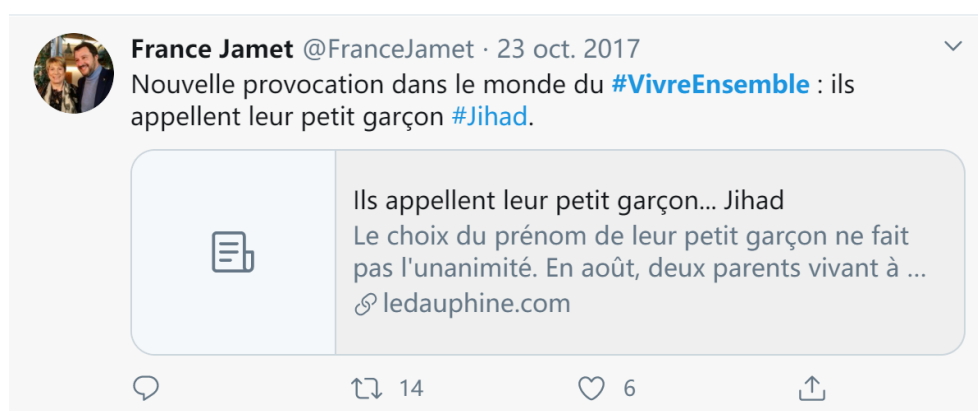 France Jamet @FranceJamet · 23 oct. 2017
Nouvelle provocation dans le monde du #VivreEnsemble : ils
appellent leur petit garçon #Jihad.
Ils appellent leur petit garçon... Jihad
Le choix du prénom de leur petit garçon ne fait
pas l'unanimité. En août, deux parents vivant à ...
ledauphine.com
14 6